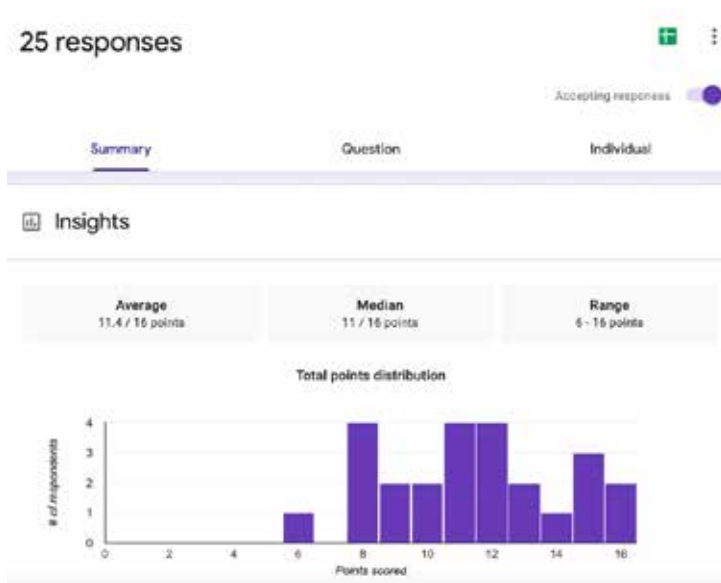 25 responses
Accepting responses
Summary Question Individual
Insights
Average Median Range
11.4 / 16 points 11 / 16 points 6 - 16 points
Total points distribution
# of respondents
4
3
2
1
0
0 2 4 6 8 10 12 14 16
Points scored